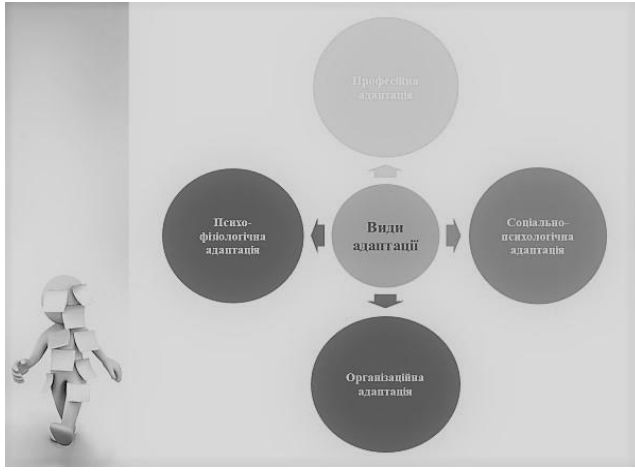 Професійна
адаптація
Психо-
фізіологічна
адаптація
Види
адаптації
Соціально-
психологічна
адаптація
Організаційна
адаптація